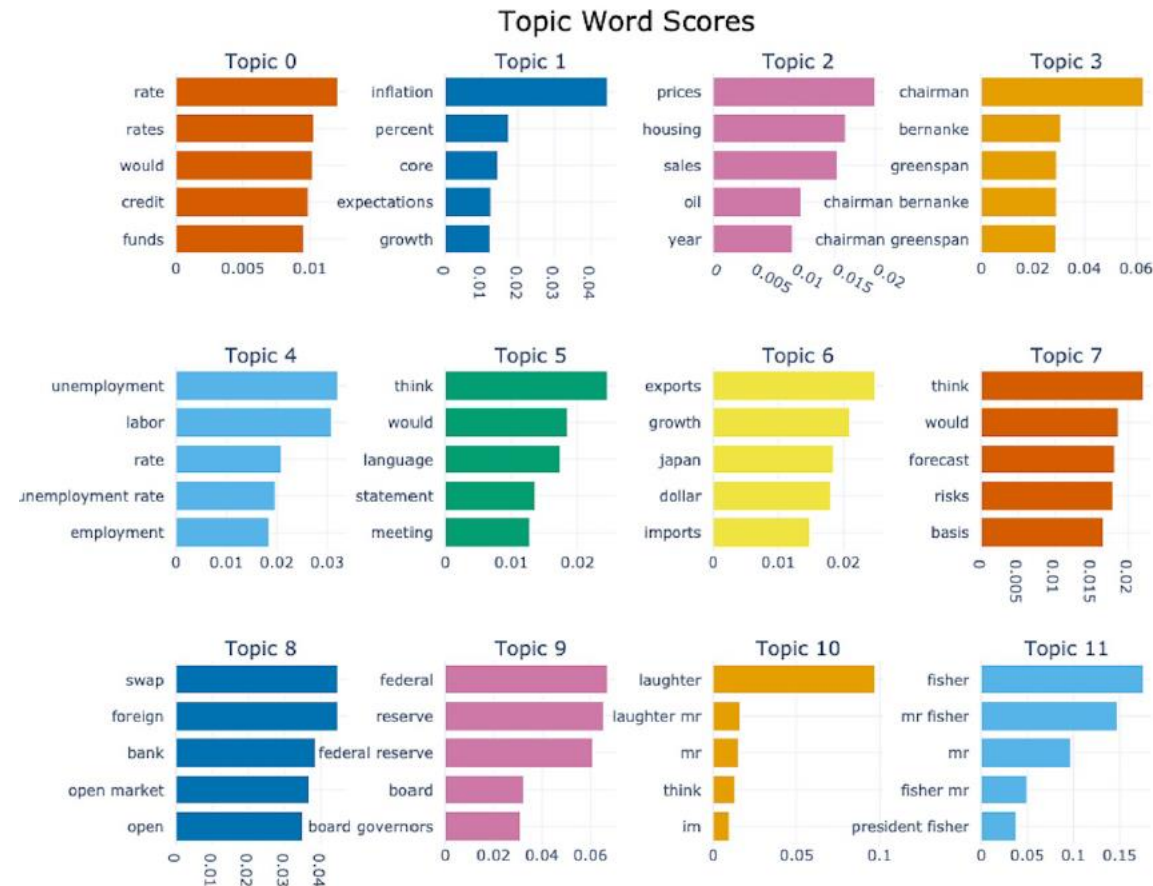 Topic Word Scores
Topic 0
rate
rates
would
credit
funds
0 0.005 0.01
Topic 1
inflation
percent
core
expectations
growth
0 0.01 0.02 0.03 0.04
Topic 2
prices
housing
sales
oil
year
0 0.005 0.01 0.015 0.02
Topic 3
chairman
bernanke
greenspan
chairman bernanke
chairman greenspan
0 0.02 0.04 0.06
Topic 4
unemployment
labor
rate
unemployment rate
employment
0 0.01 0.02 0.03
Topic 5
think
would
language
statement
meeting
0 0.01 0.02
Topic 6
exports
growth
japan
dollar
imports
0 0.01 0.02
Topic 7
think
would
forecast
risks
basis
0 0.005 0.01 0.015 0.02
Topic 8
swap
foreign
bank
open market
open
0 0.01 0.02 0.03 0.04
Topic 9
federal
reserve
federal reserve
board
board governors
0 0.02 0.04 0.06
Topic 10
laughter
laughter mr
mr
think
im
0 0.05 0.1
Topic 11
fisher
mr fisher
mr
fisher mr
president fisher
0 0.05 0.1 0.15